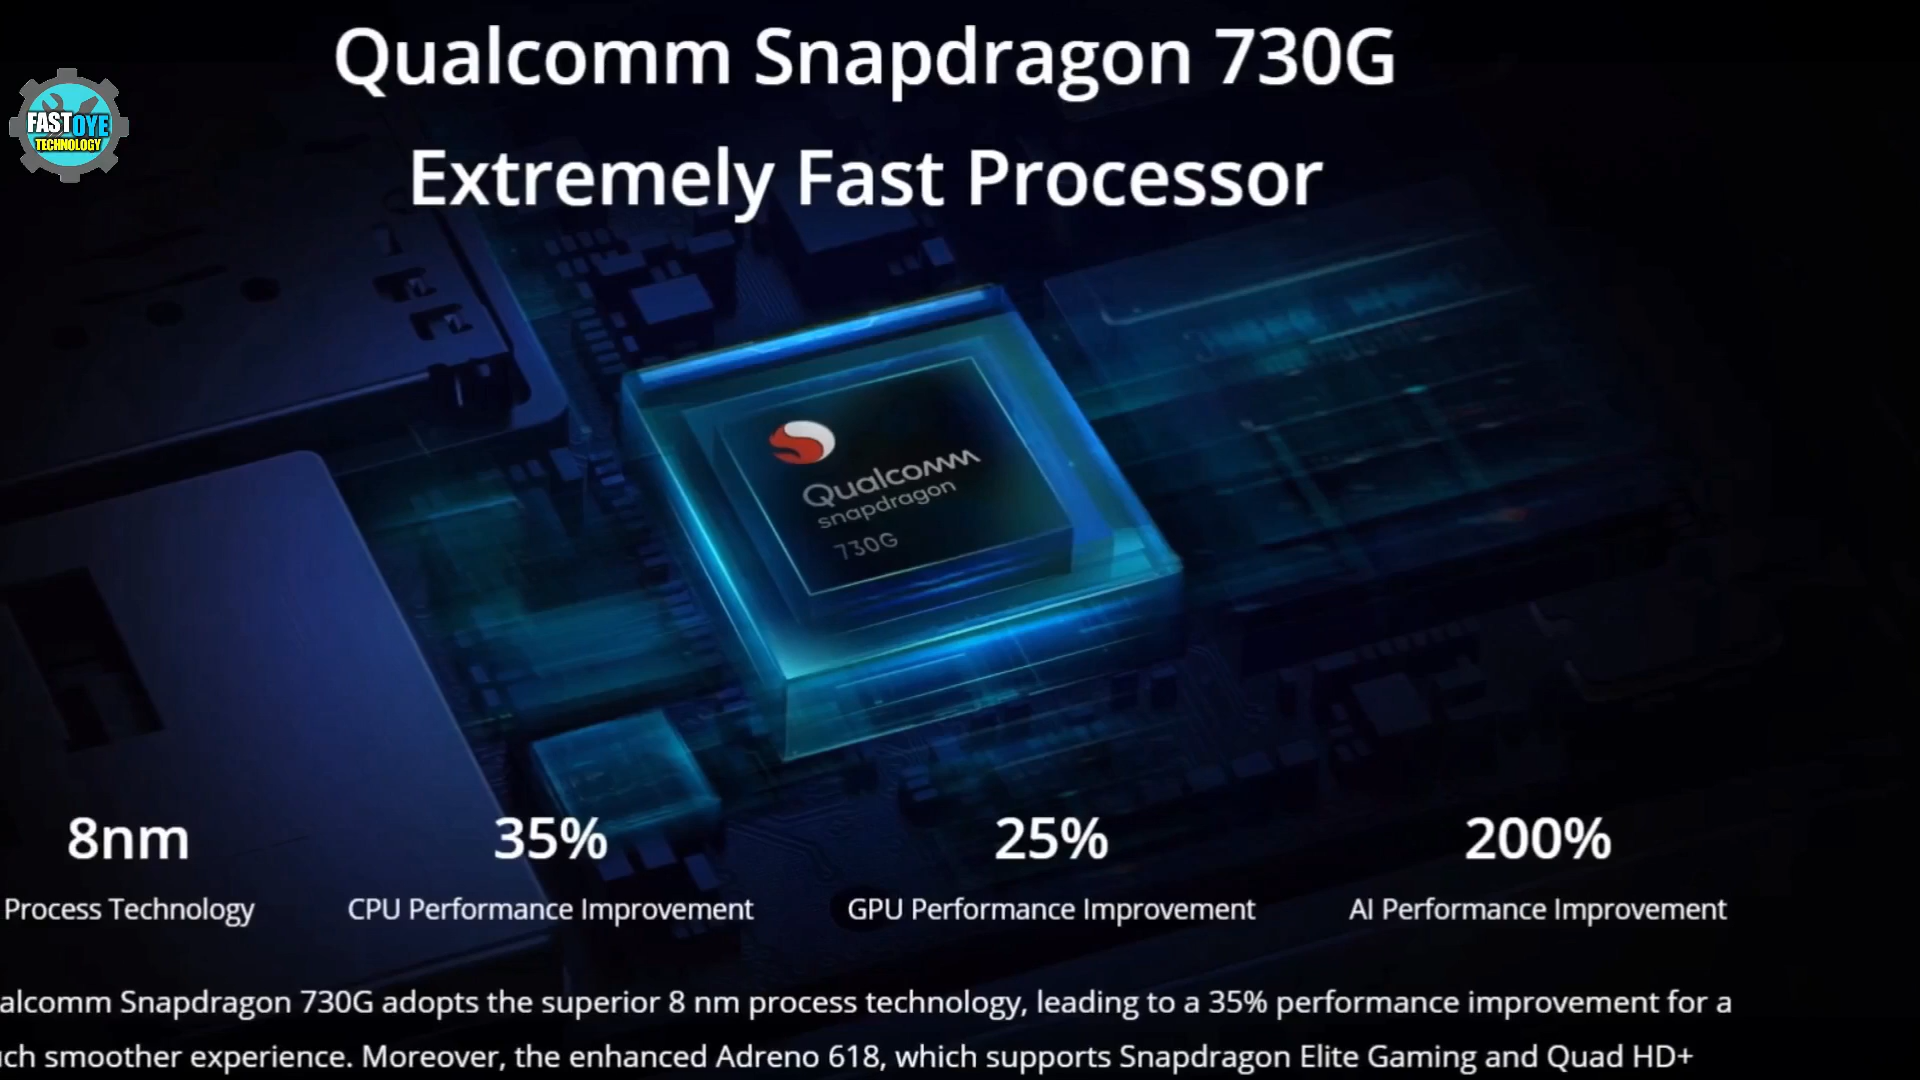 Qualcomm Snapdragon 730G
FAST OYE
TECHNOLOGY
Extremely Fast Processor
Qualcomm
snapdragon
730G
8nm
35%
25%
200%
Process Technology
CPU Performance Improvement
GPU Performance Improvement
AI Performance Improvement
alcomm Snapdragon 730G adopts the superior 8 nm process technology, leading to a 35% performance improvement for a
ch smoother experience. Moreover, the enhanced Adreno 618, which supports Snapdragon Elite Gaming and Quad HD+